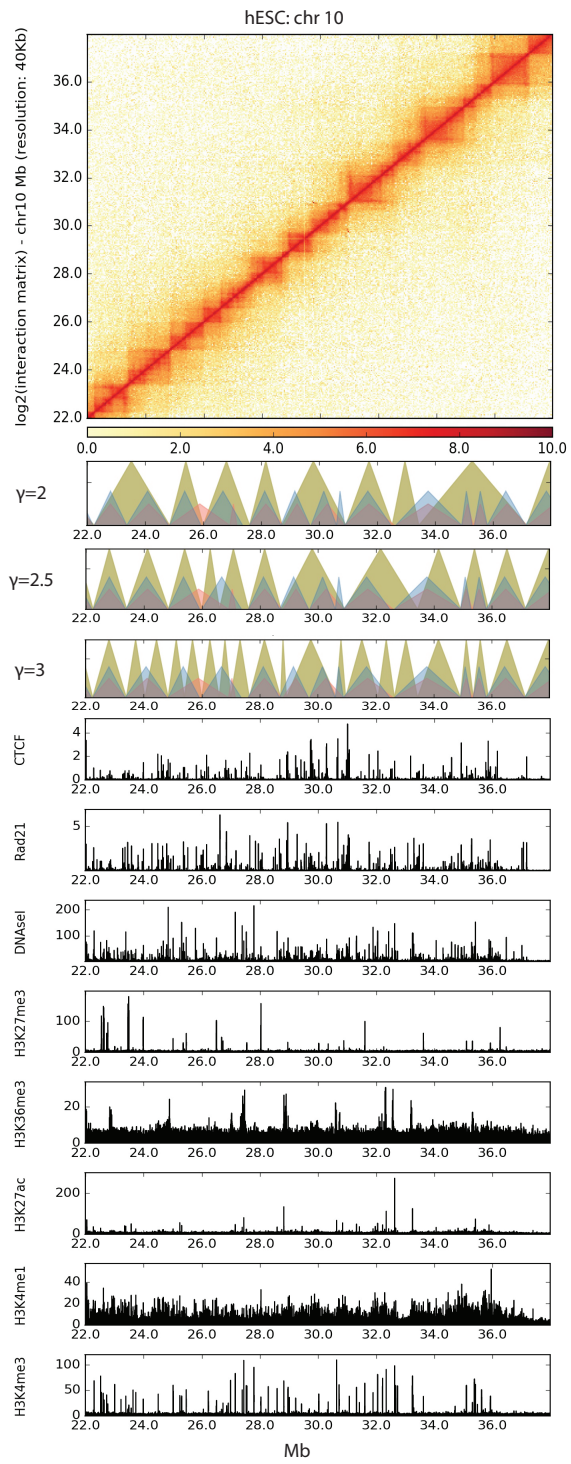 hESC: chr 10
log2(interaction matrix) - chr10 Mb (resolution: 40Kb)
36.0
34.0
32.0
30.0
28.0
26.0
24.0
22.0
0.0 2.0 4.0 6.0 8.0 10.0
γ=2
22.0 24.0 26.0 28.0 30.0 32.0 34.0 36.0
γ=2.5
22.0 24.0 26.0 28.0 30.0 32.0 34.0 36.0
γ=3
22.0 24.0 26.0 28.0 30.0 32.0 34.0 36.0
CTCF
4
2
0
22.0 24.0 26.0 28.0 30.0 32.0 34.0 36.0
Rad21
5
22.0 24.0 26.0 28.0 30.0 32.0 34.0 36.0
DNAseI
200
100
22.0 24.0 26.0 28.0 30.0 32.0 34.0 36.0
H3K27me3
100
0
22.0 24.0 26.0 28.0 30.0 32.0 34.0 36.0
H3K36me3
20
0
22.0 24.0 26.0 28.0 30.0 32.0 34.0 36.0
H3K27ac
200
0
22.0 24.0 26.0 28.0 30.0 32.0 34.0 36.0
H3K4me1
40
20
0
22.0 24.0 26.0 28.0 30.0 32.0 34.0 36.0
H3K4me3
100
50
0
22.0 24.0 26.0 28.0 30.0 32.0 34.0 36.0
Mb